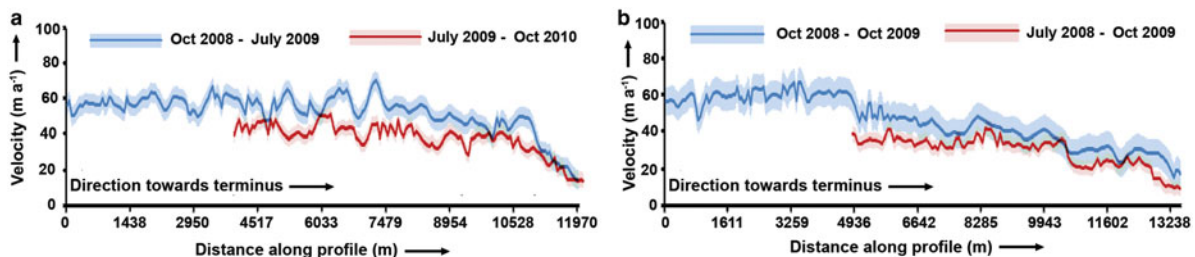 a
Oct 2008 - July 2009
July 2009 - Oct 2010
Velocity (m a⁻¹)
100
80
60
40
20
0
Direction towards terminus
0 1438 2950 4517 6033 7479 8954 10528 11970
Distance along profile (m)
b
Oct 2008 - Oct 2009
July 2008 - Oct 2009
Velocity (m a⁻¹)
100
80
60
40
20
0
Direction towards terminus
0 1611 3259 4936 6642 8285 9943 11602 13238
Distance along profile (m)